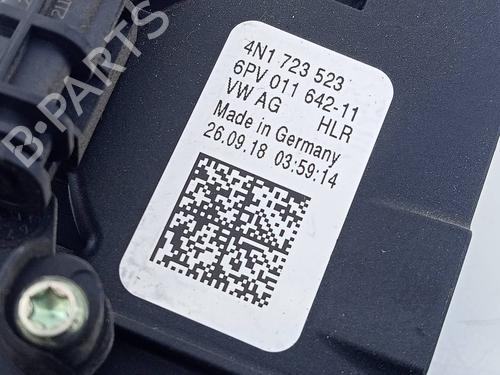 4N1 723 523
6PV 011 642-11
VW AG HLR
Made in Germany
26.09.18 03:59:14
B-PARTS